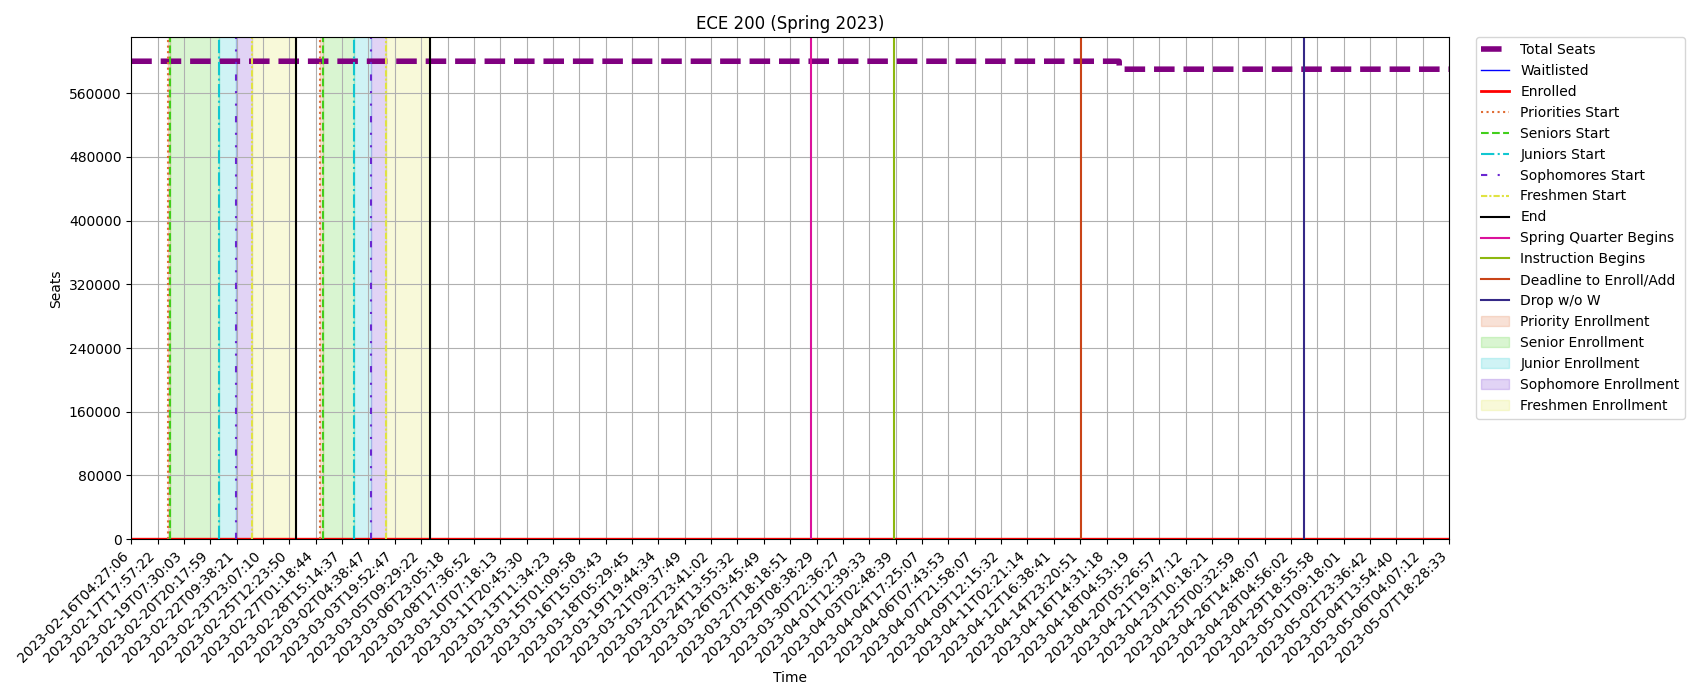 ECE 200 (Spring 2023)
Seats
560000
480000
400000
320000
240000
160000
80000
0
2023-02-16T04:27:06
2023-02-17T17:57:22
2023-02-19T07:30:03
2023-02-20T20:17:59
2023-02-22T09:38:21
2023-02-23T23:07:10
2023-02-25T12:23:50
2023-02-27T01:18:44
2023-02-28T15:14:37
2023-03-02T04:38:47
2023-03-03T19:52:47
2023-03-05T09:29:22
2023-03-06T23:05:18
2023-03-08T17:36:52
2023-03-10T07:18:13
2023-03-11T20:45:30
2023-03-13T11:34:23
2023-03-15T01:09:58
2023-03-16T15:03:43
2023-03-18T05:29:45
2023-03-19T19:44:34
2023-03-21T09:37:49
2023-03-22T23:41:02
2023-03-24T13:55:32
2023-03-26T03:45:49
2023-03-27T18:18:51
2023-03-29T08:38:29
2023-03-30T22:36:27
2023-04-01T12:39:33
2023-04-03T02:48:39
2023-04-04T17:25:07
2023-04-06T07:43:53
2023-04-07T21:58:07
2023-04-09T12:15:32
2023-04-11T02:21:14
2023-04-12T16:38:41
2023-04-14T23:20:51
2023-04-16T14:31:18
2023-04-18T04:53:19
2023-04-20T05:26:57
2023-04-21T19:47:12
2023-04-23T10:18:21
2023-04-25T00:32:59
2023-04-26T14:48:07
2023-04-28T04:56:02
2023-04-29T18:55:58
2023-05-01T09:18:01
2023-05-02T23:36:42
2023-05-04T13:54:40
2023-05-06T04:07:12
2023-05-07T18:28:33
Time
Total Seats
Waitlisted
Enrolled
Priorities Start
Seniors Start
Juniors Start
Sophomores Start
Freshmen Start
End
Spring Quarter Begins
Instruction Begins
Deadline to Enroll/Add
Drop w/o W
Priority Enrollment
Senior Enrollment
Junior Enrollment
Sophomore Enrollment
Freshmen Enrollment